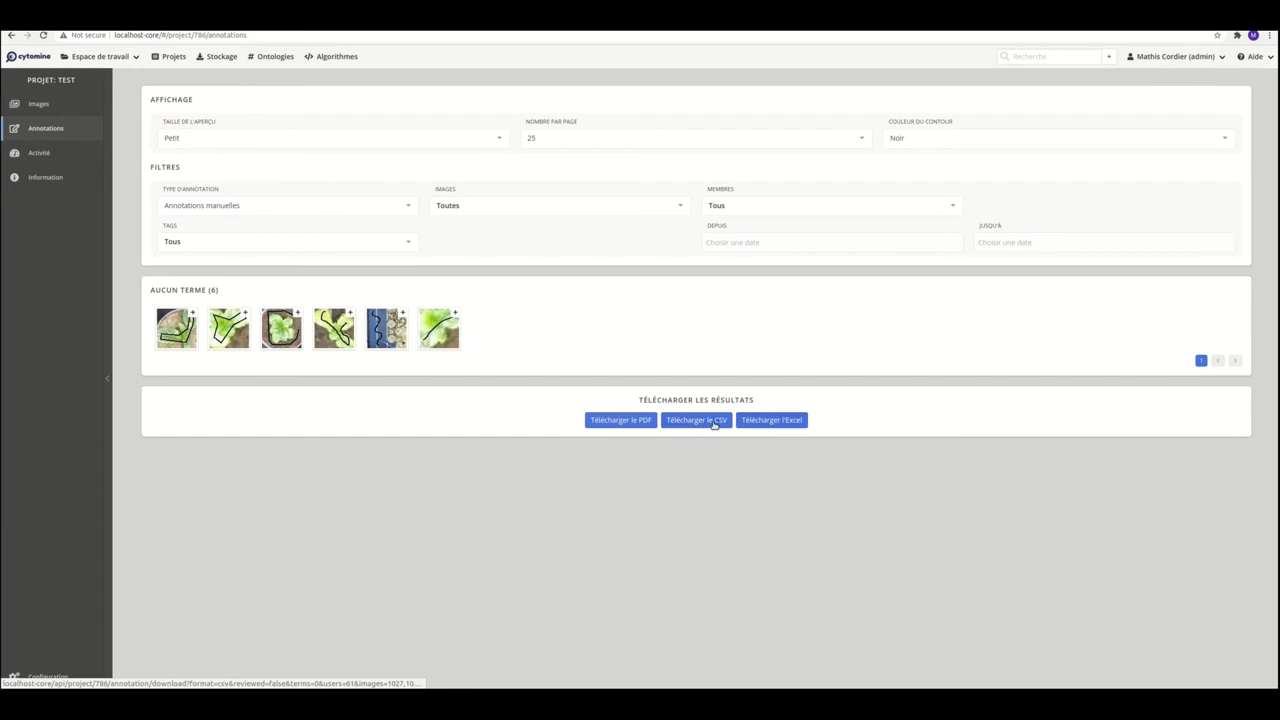 Not secure localhost-core/#/project/786/annotations M
cytomine Espace de travail Projets Stockage Ontologies Algorithmes Recherche + Mathis Cordier (admin) Aide
PROJET: TEST
Images
Annotations
Activité
Information
AFFICHAGE
TAILLE DE L'APERÇU NOMBRE PAR PAGE COULEUR DU CONTOUR
Petit 25 Noir
FILTRES
TYPE D'ANNOTATION IMAGES MEMBRES
Annotations manuelles Toutes Tous
TAGS DEPUIS JUSQU'À
Tous Choisir une date Choisir une date
AUCUN TERME (6)
1
TÉLÉCHARGER LES RÉSULTATS
Télécharger le PDF Télécharger le CSV Télécharger l'Excel
Configuration
localhost-core/api/project/786/annotation/download?format=csv&reviewed=false&terms=0&users=61&images=1027,10...